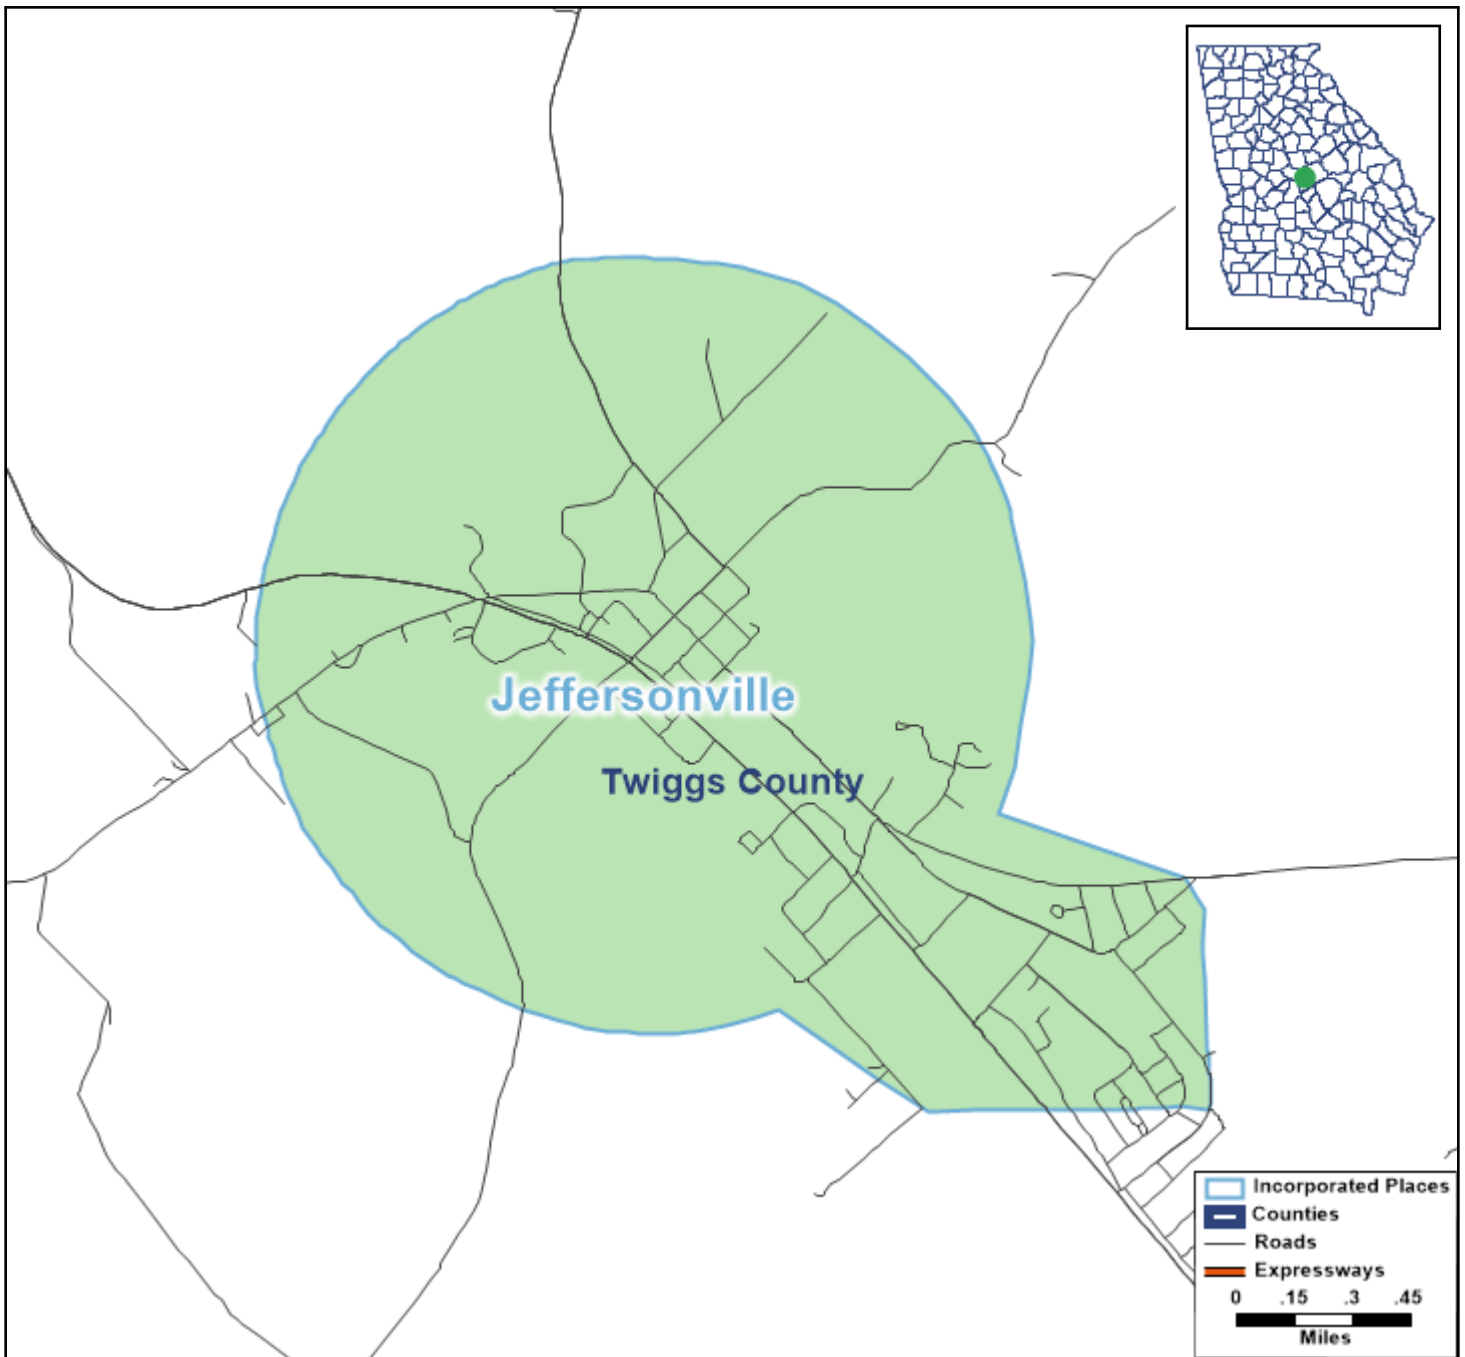 Jeffersonville
Twiggs County
Incorporated Places
Counties
Roads
Expressways
0 .15 .3 .45
Miles